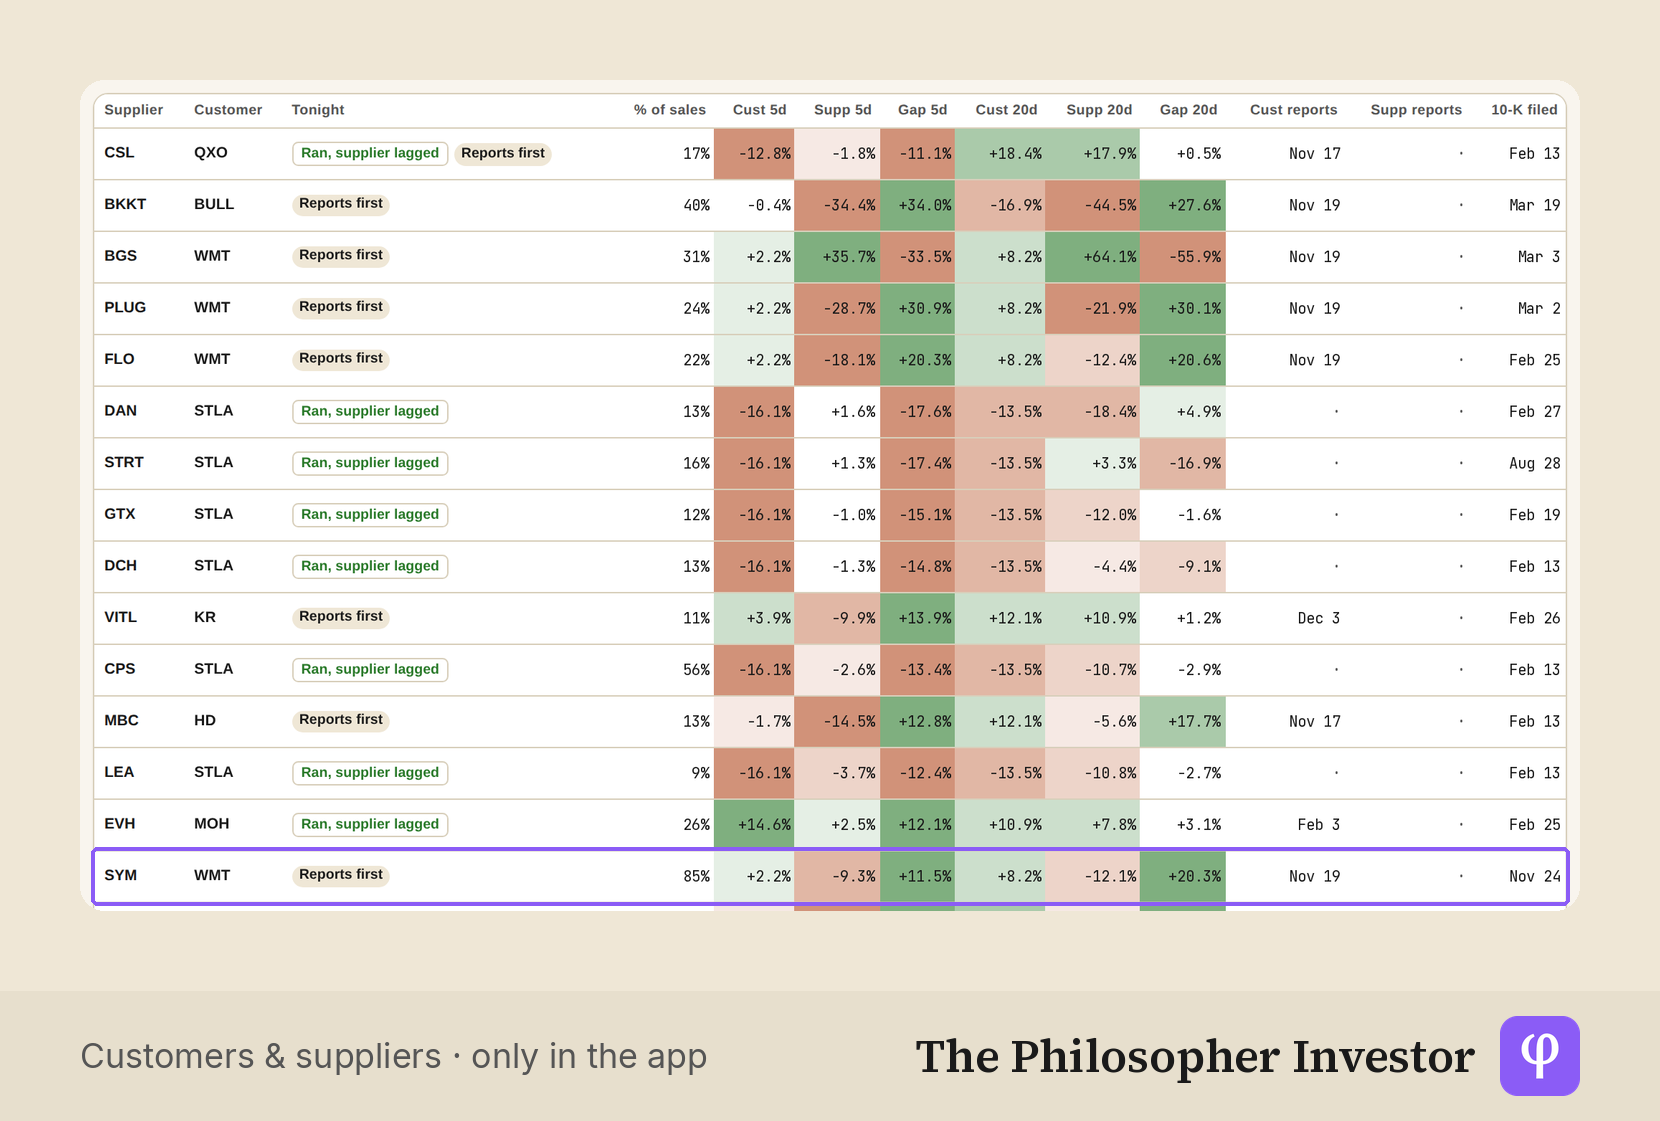 Supplier Customer Tonight % of sales Cust 5d Supp 5d Gap 5d Cust 20d Supp 20d Gap 20d Cust reports Supp reports 10-K filed
CSL QXO Ran, supplier lagged Reports first 17% -12.8% -1.8% -11.1% +18.4% +17.9% +0.5% Nov 17 · Feb 13
BKKT BULL Reports first 40% -0.4% -34.4% +34.0% -16.9% -44.5% +27.6% Nov 19 · Mar 19
BGS WMT Reports first 31% +2.2% +35.7% -33.5% +8.2% +64.1% -55.9% Nov 19 · Mar 3
PLUG WMT Reports first 24% +2.2% -28.7% +30.9% +8.2% -21.9% +30.1% Nov 19 · Mar 2
FLO WMT Reports first 22% +2.2% -18.1% +20.3% +8.2% -12.4% +20.6% Nov 19 · Feb 25
DAN STLA Ran, supplier lagged 13% -16.1% +1.6% -17.6% -13.5% -18.4% +4.9% · · Feb 27
STRT STLA Ran, supplier lagged 16% -16.1% +1.3% -17.4% -13.5% +3.3% -16.9% · · Aug 28
GTX STLA Ran, supplier lagged 12% -16.1% -1.0% -15.1% -13.5% -12.0% -1.6% · · Feb 19
DCH STLA Ran, supplier lagged 13% -16.1% -1.3% -14.8% -13.5% -4.4% -9.1% · · Feb 13
VITL KR Reports first 11% +3.9% -9.9% +13.9% +12.1% +10.9% +1.2% Dec 3 · Feb 26
CPS STLA Ran, supplier lagged 56% -16.1% -2.6% -13.4% -13.5% -10.7% -2.9% · · Feb 13
MBC HD Reports first 13% -1.7% -14.5% +12.8% +12.1% -5.6% +17.7% Nov 17 · Feb 13
LEA STLA Ran, supplier lagged 9% -16.1% -3.7% -12.4% -13.5% -10.8% -2.7% · · Feb 13
EVH MOH Ran, supplier lagged 26% +14.6% +2.5% +12.1% +10.9% +7.8% +3.1% Feb 3 · Feb 25
SYM WMT Reports first 85% +2.2% -9.3% +11.5% +8.2% -12.1% +20.3% Nov 19 · Nov 24
Customers & suppliers · only in the app
The Philosopher Investor φ